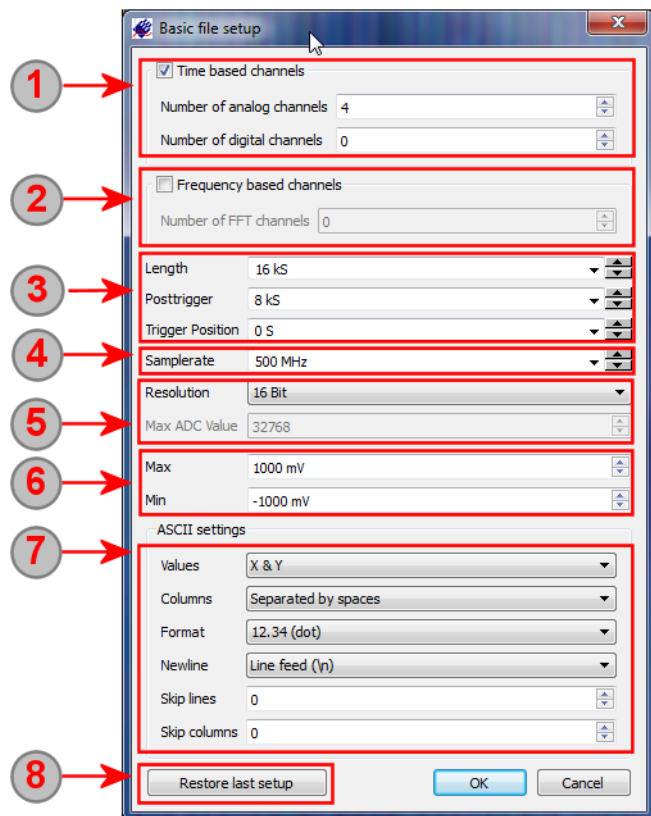 Basic file setup
1
Time based channels
Number of analog channels 4
Number of digital channels 0
2
Frequency based channels
Number of FFT channels 0
3
Length 16 kS
Posttrigger 8 kS
Trigger Position 0 S
4
Samplerate 500 MHz
5
Resolution 16 Bit
Max ADC Value 32768
6
Max 1000 mV
Min -1000 mV
ASCII settings
7
Values X & Y
Columns Separated by spaces
Format 12.34 (dot)
Newline Line feed (\n)
Skip lines 0
Skip columns 0
8
Restore last setup OK Cancel